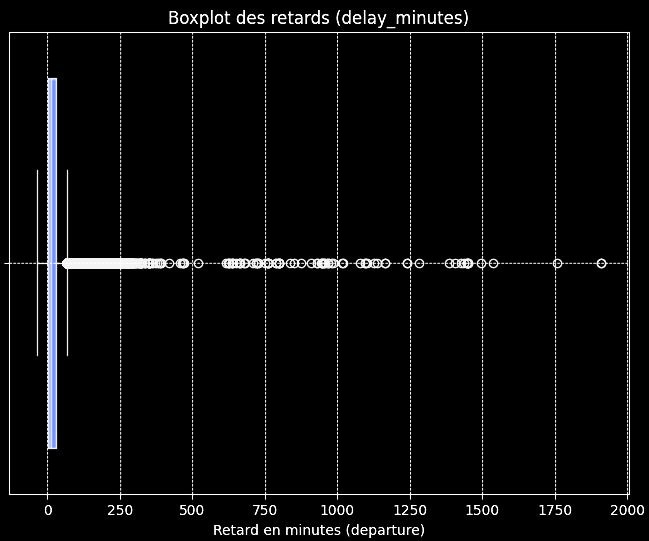 Boxplot des retards (delay_minutes)
0 250 500 750 1000 1250 1500 1750 2000
Retard en minutes (departure)